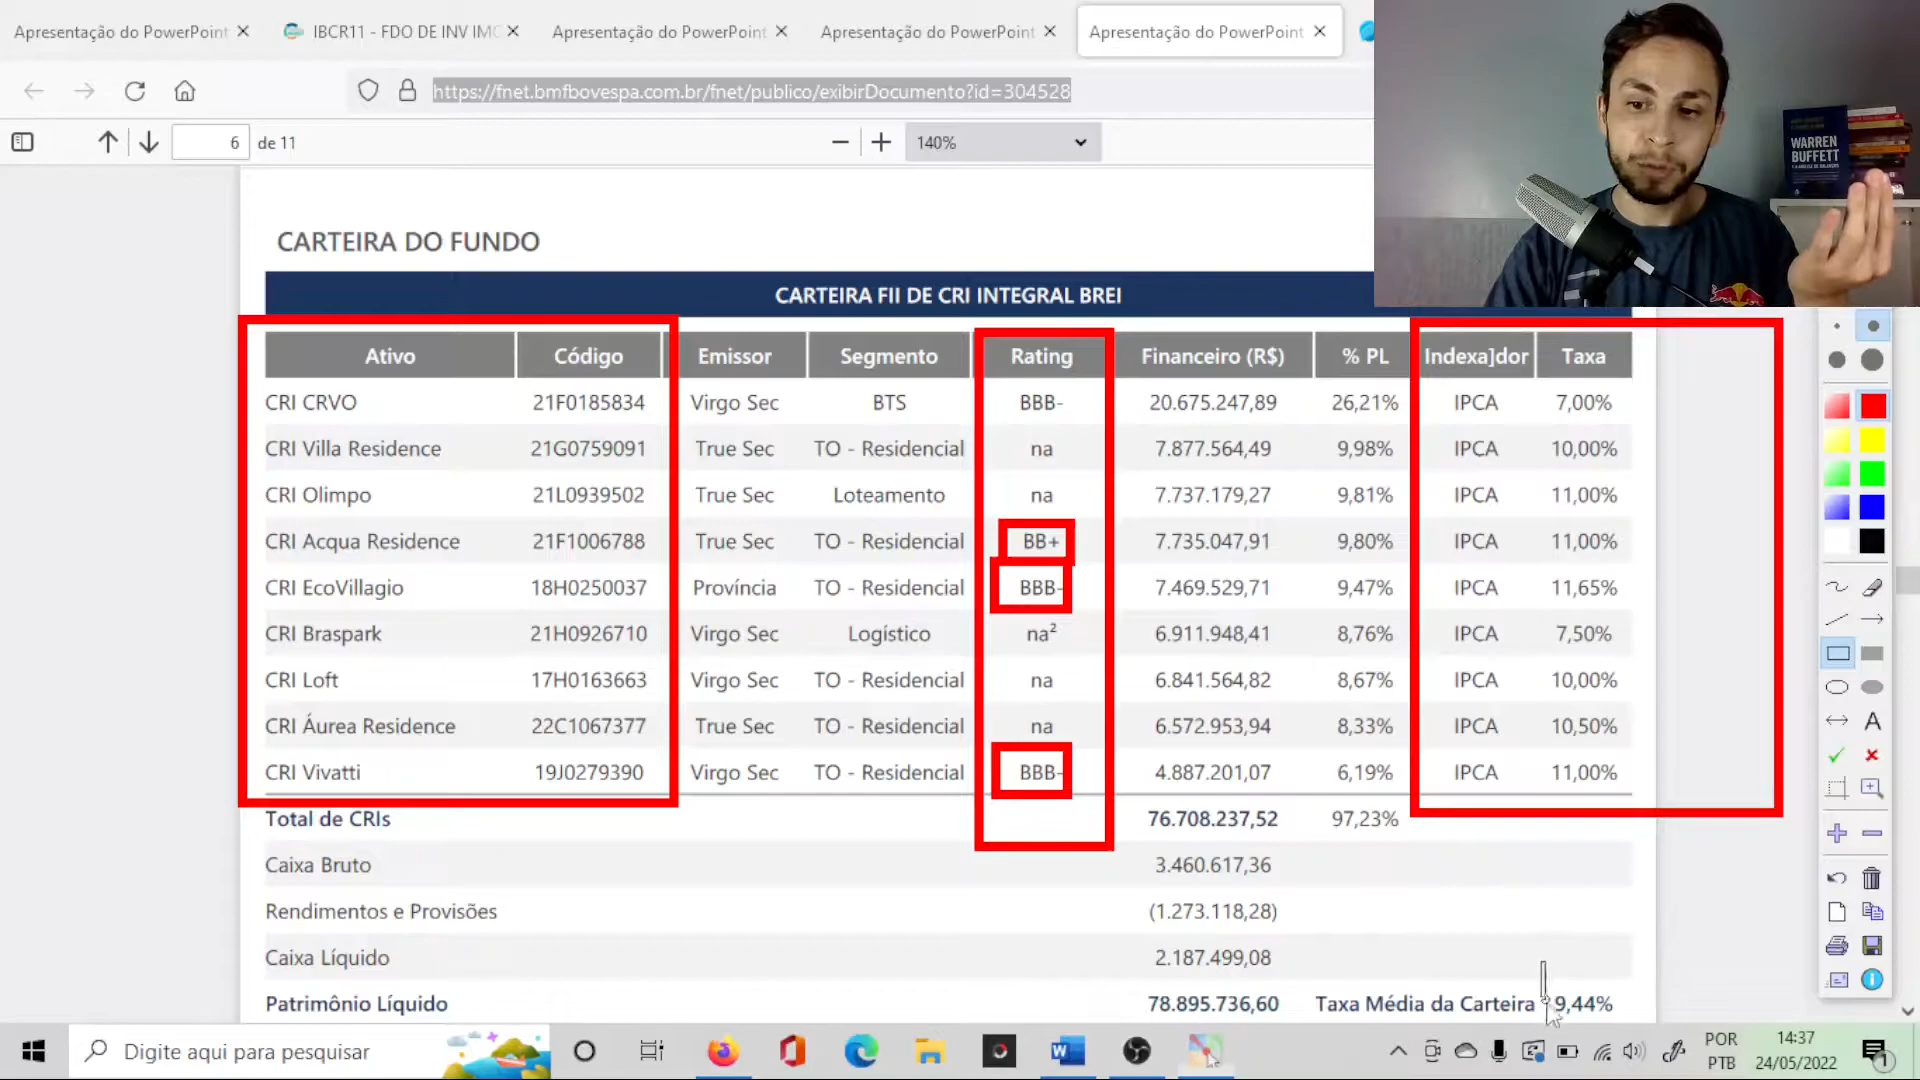 Apresentação do PowerPoint
IBCR11 - FDO DE INV IMO
Apresentação do PowerPoint
Apresentação do PowerPoint
Apresentação do PowerPoint
https://fnet.bmfbovespa.com.br/fnet/publico/exibirDocumento?id=304528
6 de 11
140%
WARREN
BUFFETT
CARTEIRA DO FUNDO
CARTEIRA FII DE CRI INTEGRAL BREI
Ativo Código Emissor Segmento Rating Financeiro (R$) % PL Indexa]dor Taxa
CRI CRVO 21F0185834 Virgo Sec BTS BBB- 20.675.247,89 26,21% IPCA 7,00%
CRI Villa Residence 21G0759091 True Sec TO - Residencial na 7.877.564,49 9,98% IPCA 10,00%
CRI Olimpo 21L0939502 True Sec Loteamento na 7.737.179,27 9,81% IPCA 11,00%
CRI Acqua Residence 21F1006788 True Sec TO - Residencial BB+ 7.735.047,91 9,80% IPCA 11,00%
CRI EcoVillagio 18H0250037 Província TO - Residencial BBB- 7.469.529,71 9,47% IPCA 11,65%
CRI Braspark 21H0926710 Virgo Sec Logístico na² 6.911.948,41 8,76% IPCA 7,50%
CRI Loft 17H0163663 Virgo Sec TO - Residencial na 6.841.564,82 8,67% IPCA 10,00%
CRI Áurea Residence 22C1067377 True Sec TO - Residencial na 6.572.953,94 8,33% IPCA 10,50%
CRI Vivatti 19J0279390 Virgo Sec TO - Residencial BBB- 4.887.201,07 6,19% IPCA 11,00%
Total de CRIs 76.708.237,52 97,23%
Caixa Bruto 3.460.617,36
Rendimentos e Provisões (1.273.118,28)
Caixa Líquido 2.187.499,08
Patrimônio Líquido 78.895.736,60 Taxa Média da Carteira 9,44%
Digite aqui para pesquisar
POR
PTB
14:37
24/05/2022
1